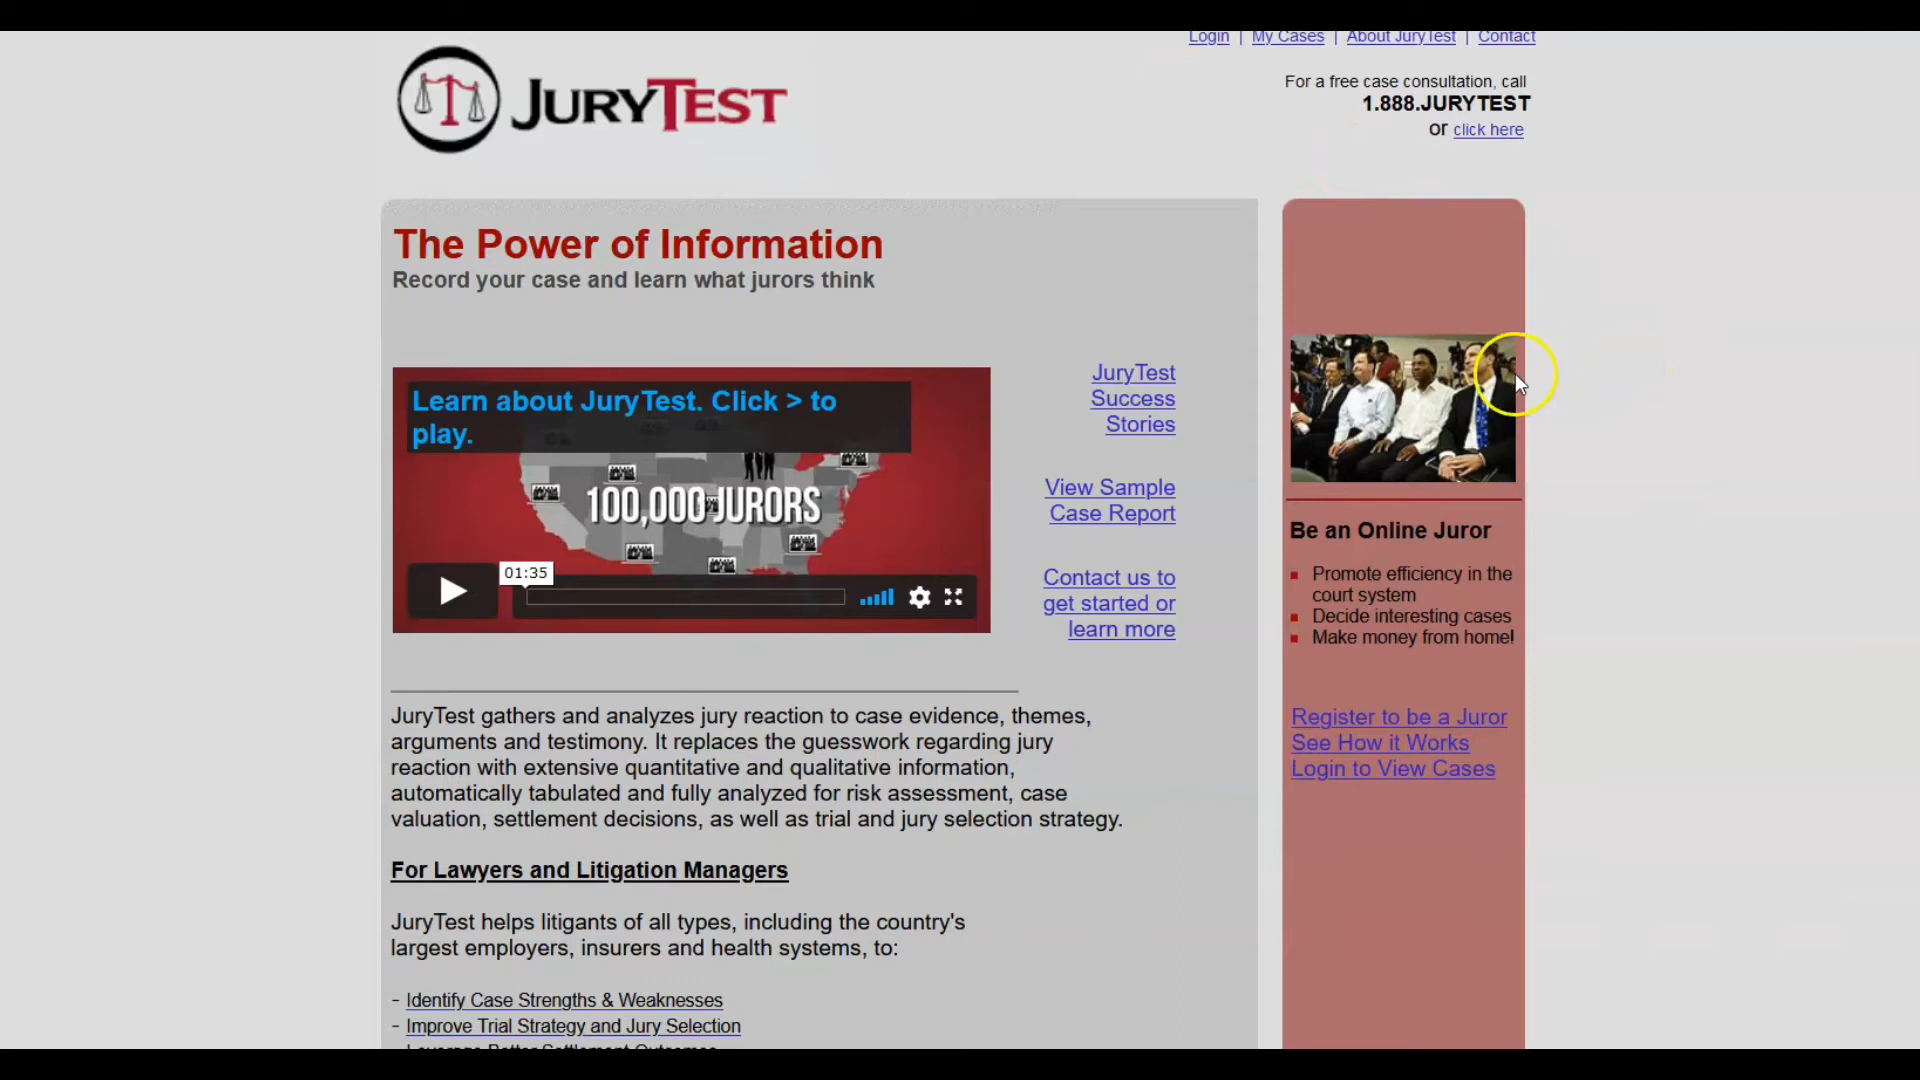 Login | My Cases | About JuryTest | Contact
JURYTEST
For a free case consultation, call
1.888.JURYTEST
or click here
The Power of Information
Record your case and learn what jurors think
Learn about JuryTest. Click > to
play.
100,000 JURORS
01:35
JuryTest
Success
Stories
View Sample
Case Report
Contact us to
get started or
learn more
JuryTest gathers and analyzes jury reaction to case evidence, themes,
arguments and testimony. It replaces the guesswork regarding jury
reaction with extensive quantitative and qualitative information,
automatically tabulated and fully analyzed for risk assessment, case
valuation, settlement decisions, as well as trial and jury selection strategy.
For Lawyers and Litigation Managers
JuryTest helps litigants of all types, including the country's
largest employers, insurers and health systems, to:
- Identify Case Strengths & Weaknesses
- Improve Trial Strategy and Jury Selection
- Leverage Better Settlement Outcomes
Be an Online Juror
Promote efficiency in the
court system
Decide interesting cases
Make money from home!
Register to be a Juror
See How it Works
Login to View Cases